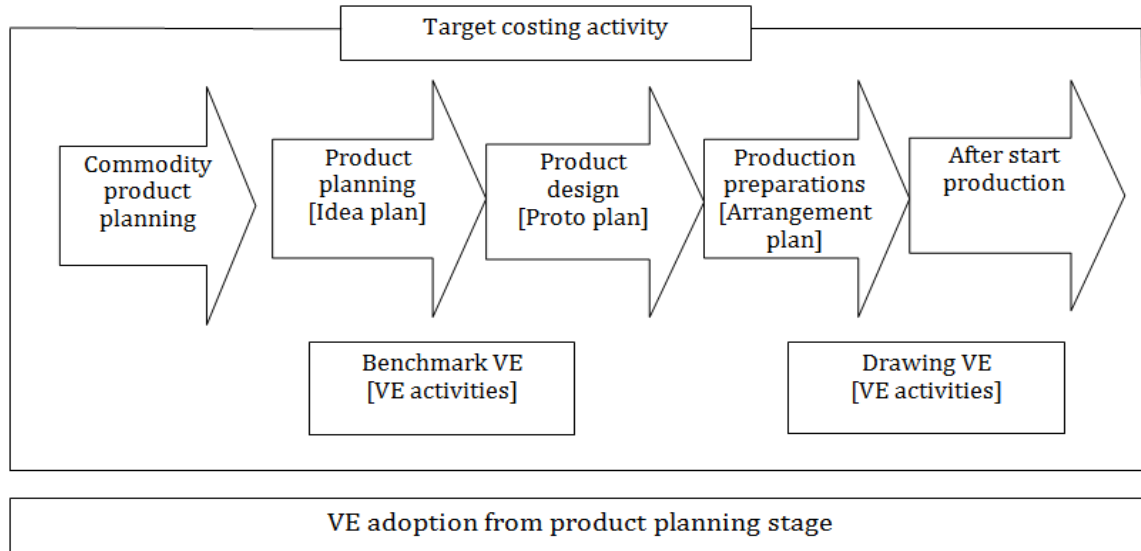 Target costing activity
Commodity
product
planning
Product
planning
[Idea plan]
Product
design
[Proto plan]
Production
preparations
[Arrangement
plan]
After start
production
Benchmark VE
[VE activities]
Drawing VE
[VE activities]
VE adoption from product planning stage